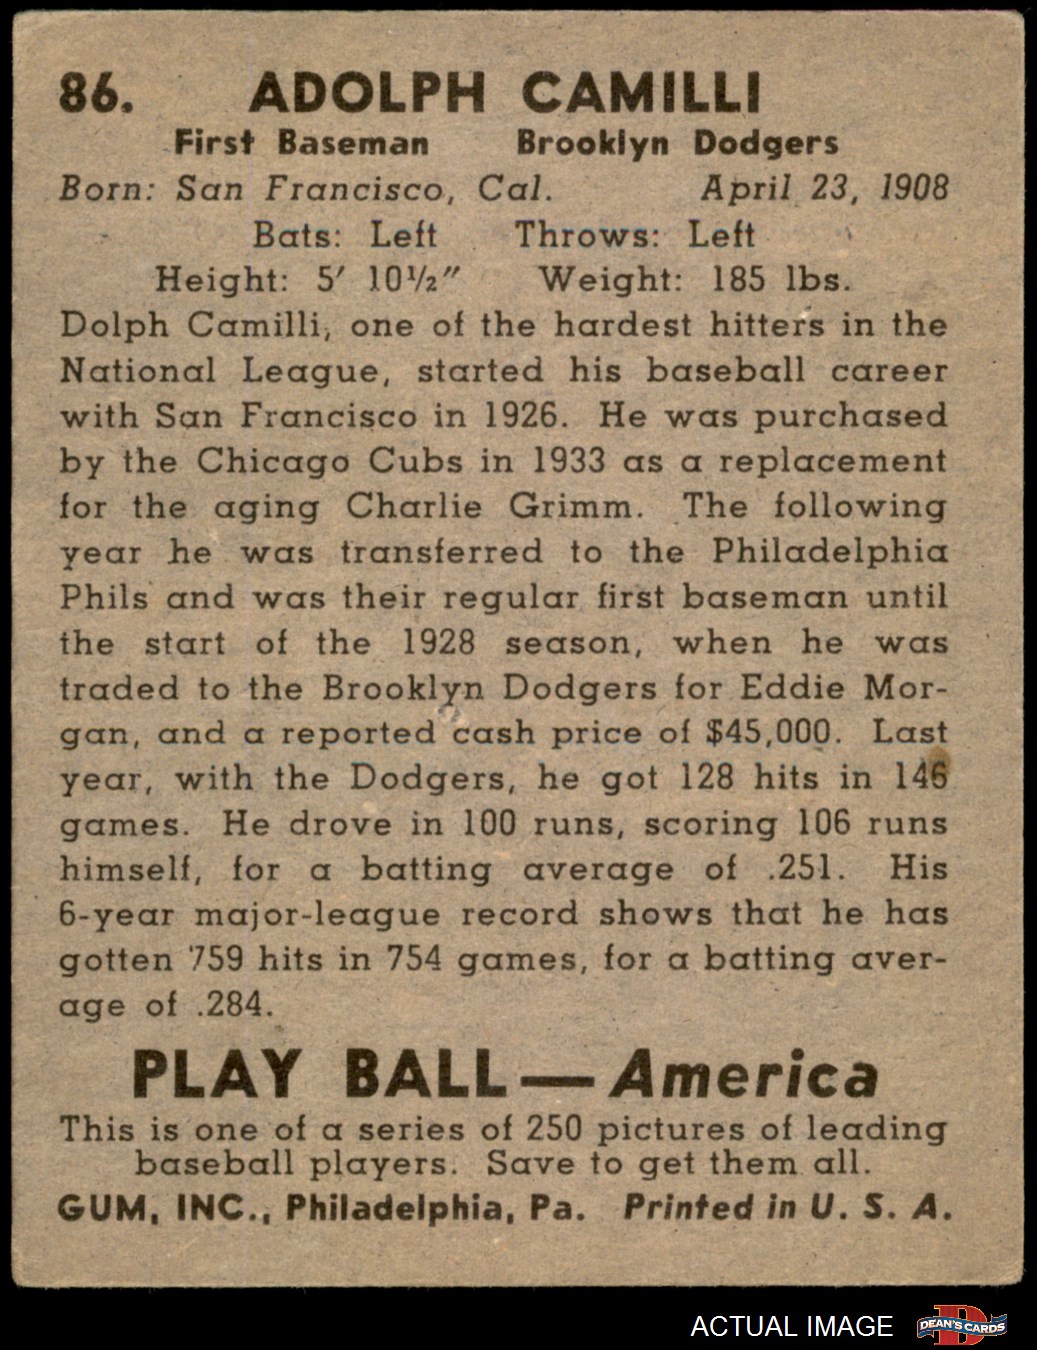 86. ADOLPH CAMILLI
First Baseman Brooklyn Dodgers
Born: San Francisco, Cal. April 23, 1908
Bats: Left Throws: Left
Height: 5′ 10½″ Weight: 185 lbs.
Dolph Camilli, one of the hardest hitters in the
National League, started his baseball career
with San Francisco in 1926. He was purchased
by the Chicago Cubs in 1933 as a replacement
for the aging Charlie Grimm. The following
year he was transferred to the Philadelphia
Phils and was their regular first baseman until
the start of the 1928 season, when he was
traded to the Brooklyn Dodgers for Eddie Mor-
gan, and a reported cash price of $45,000. Last
year, with the Dodgers, he got 128 hits in 146
games. He drove in 100 runs, scoring 106 runs
himself, for a batting average of .251. His
6-year major-league record shows that he has
gotten 759 hits in 754 games, for a batting aver-
age of .284.
PLAY BALL—America
This is one of a series of 250 pictures of leading
baseball players. Save to get them all.
GUM, INC., Philadelphia, Pa. Printed in U. S. A.
ACTUAL IMAGE
D
DEAN'S CARDS